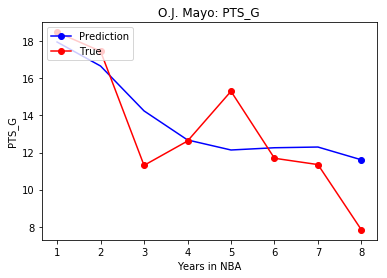 O.J. Mayo: PTS_G
Prediction
True
18
16
14
12
10
8
PTS_G
1 2 3 4 5 6 7 8
Years in NBA